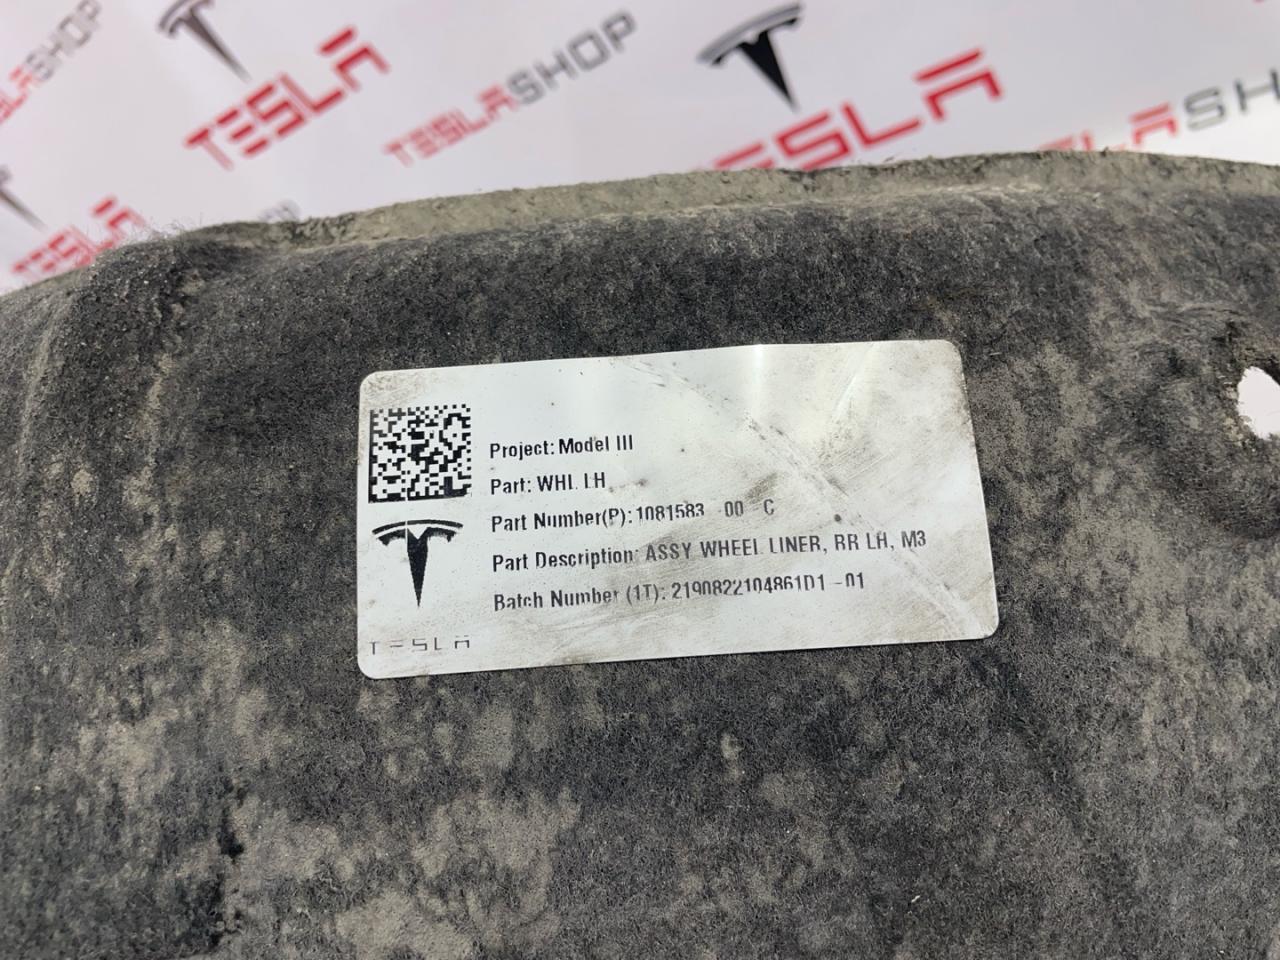 TESLASHOP
TESLA
TESLASHOP
TESLA
TESLA
Project: Model III
Part: WHL LH
Part Number(P): 1081583-00-C
Part Description: ASSY WHEEL LINER, RR LH, M3
Batch Number (1T): 2190822104861D1-01
TESLA